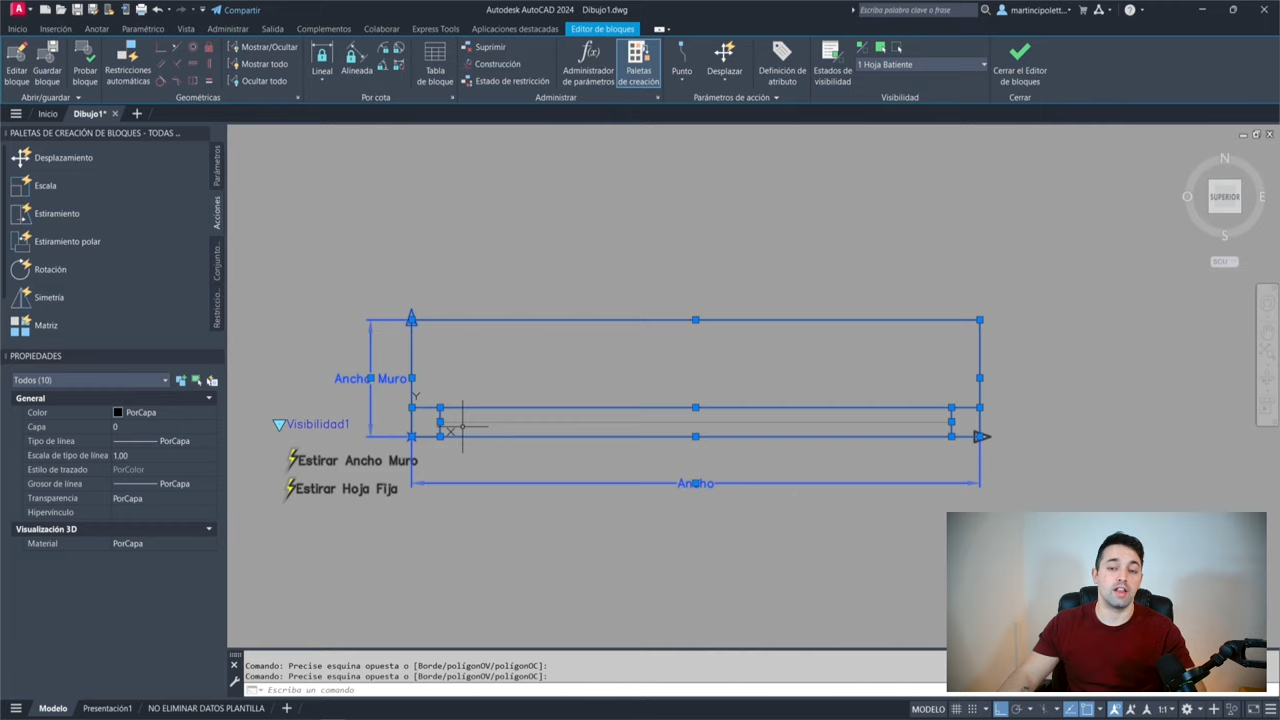 Compartir
Autodesk AutoCAD 2024 Dibujo1.dwg
Escriba palabra clave o frase
martincipolett...
Inicio Inserción Anotar Paramétrico Vista Administrar Salida Complementos Colaborar Express Tools Aplicaciones destacadas Editor de bloques
Editar bloque
Guardar bloque
Probar bloque
Abrir/guardar
Restricciones automáticas
Mostrar/Ocultar
Mostrar todo
Ocultar todo
Geométricas
Lineal
Alineada
Por cota
Tabla de bloque
Suprimir
Construcción
Estado de restricción
Administrador de parámetros
Paletas de creación
Administrar
Punto
Desplazar
Definición de atributo
Parámetros de acción
Estados de visibilidad
1 Hoja Batiente
Visibilidad
Cerrar el Editor de bloques
Cerrar
Inicio Dibujo1*
PALETAS DE CREACIÓN DE BLOQUES - TODAS ...
Desplazamiento
Escala
Estiramiento
Estiramiento polar
Rotación
Simetría
Matriz
Parámetros
Acciones
Conjunto...
Restricci...
PROPIEDADES
Todos (10)
General
Color PorCapa
Capa 0
Tipo de línea PorCapa
Escala de tipo de línea 1,00
Estilo de trazado PorColor
Grosor de líneas PorCapa
Transparencia PorCapa
Hipervínculo
Visualización 3D
Material PorCapa
N
O SUPERIOR E
S
SCU
Ancho Muro
Y
X
Visibilidad1
Estirar Ancho Muro
Estirar Hoja Fija
Ancho
Comando: Precise esquina opuesta o [Borde/polígonOV/polígonOC]:
Comando: Precise esquina opuesta o [Borde/polígonOV/polígonOC]:
Escriba un comando
Modelo Presentación1 NO ELIMINAR DATOS PLANTILLA
MODELO
1:1